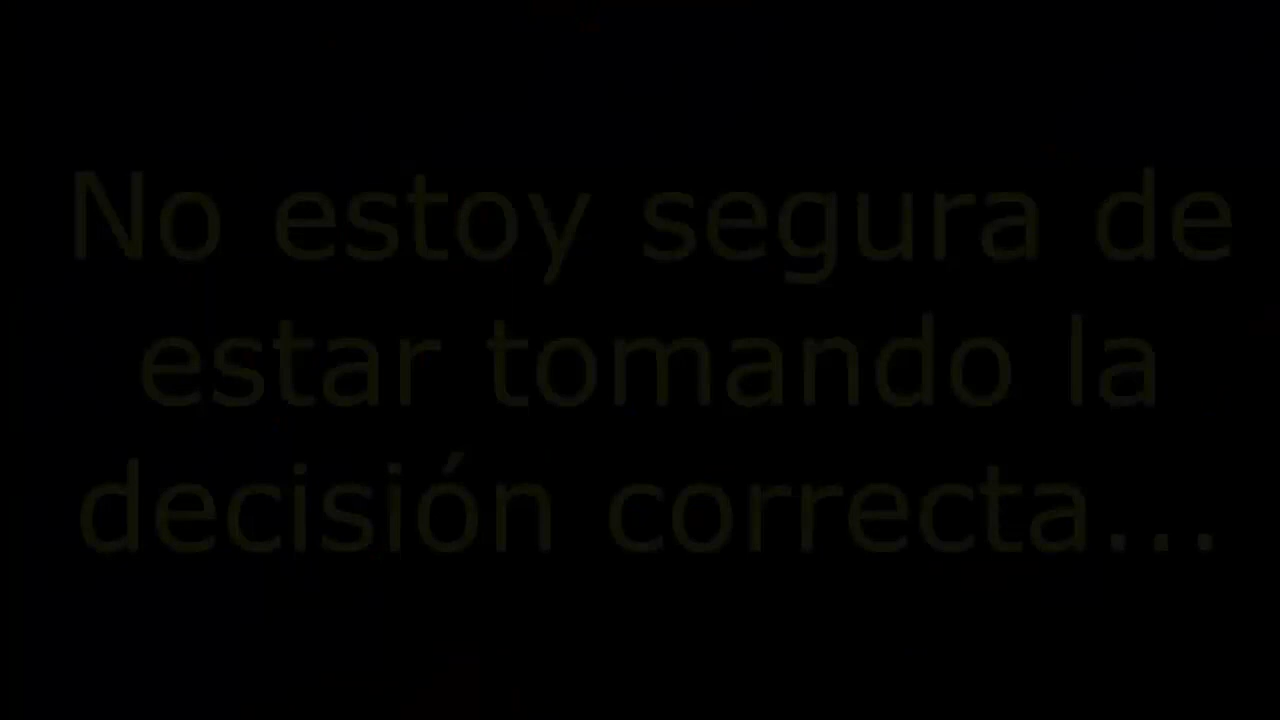 No estoy segura de
estar tomando la
decisión correcta...